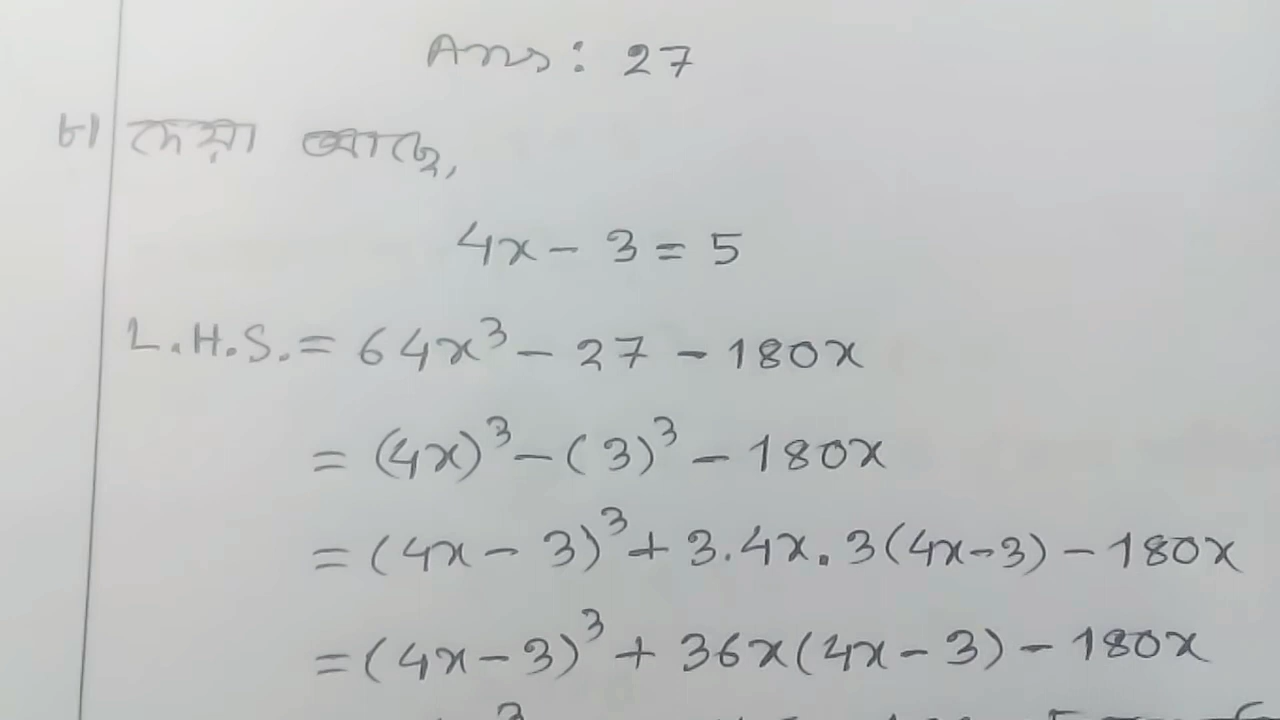 Ans: 27
৮। দেয়া আছে,
4x - 3 = 5
L.H.S. = 64x³ - 27 - 180x
= (4x)³ - (3)³ - 180x
= (4x - 3)³ + 3.4x.3(4x-3) - 180x
= (4x - 3)³ + 36x(4x - 3) - 180x